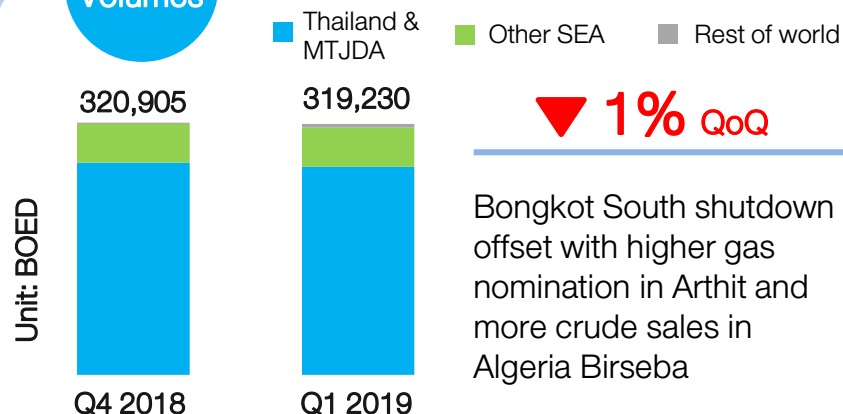 Volumes
Thailand &
MTJDA
Other SEA
Rest of world
320,905
319,230
1% QoQ
Unit: BOED
Bongkot South shutdown
offset with higher gas
nomination in Arthit and
more crude sales in
Algeria Birseba
Q4 2018
Q1 2019